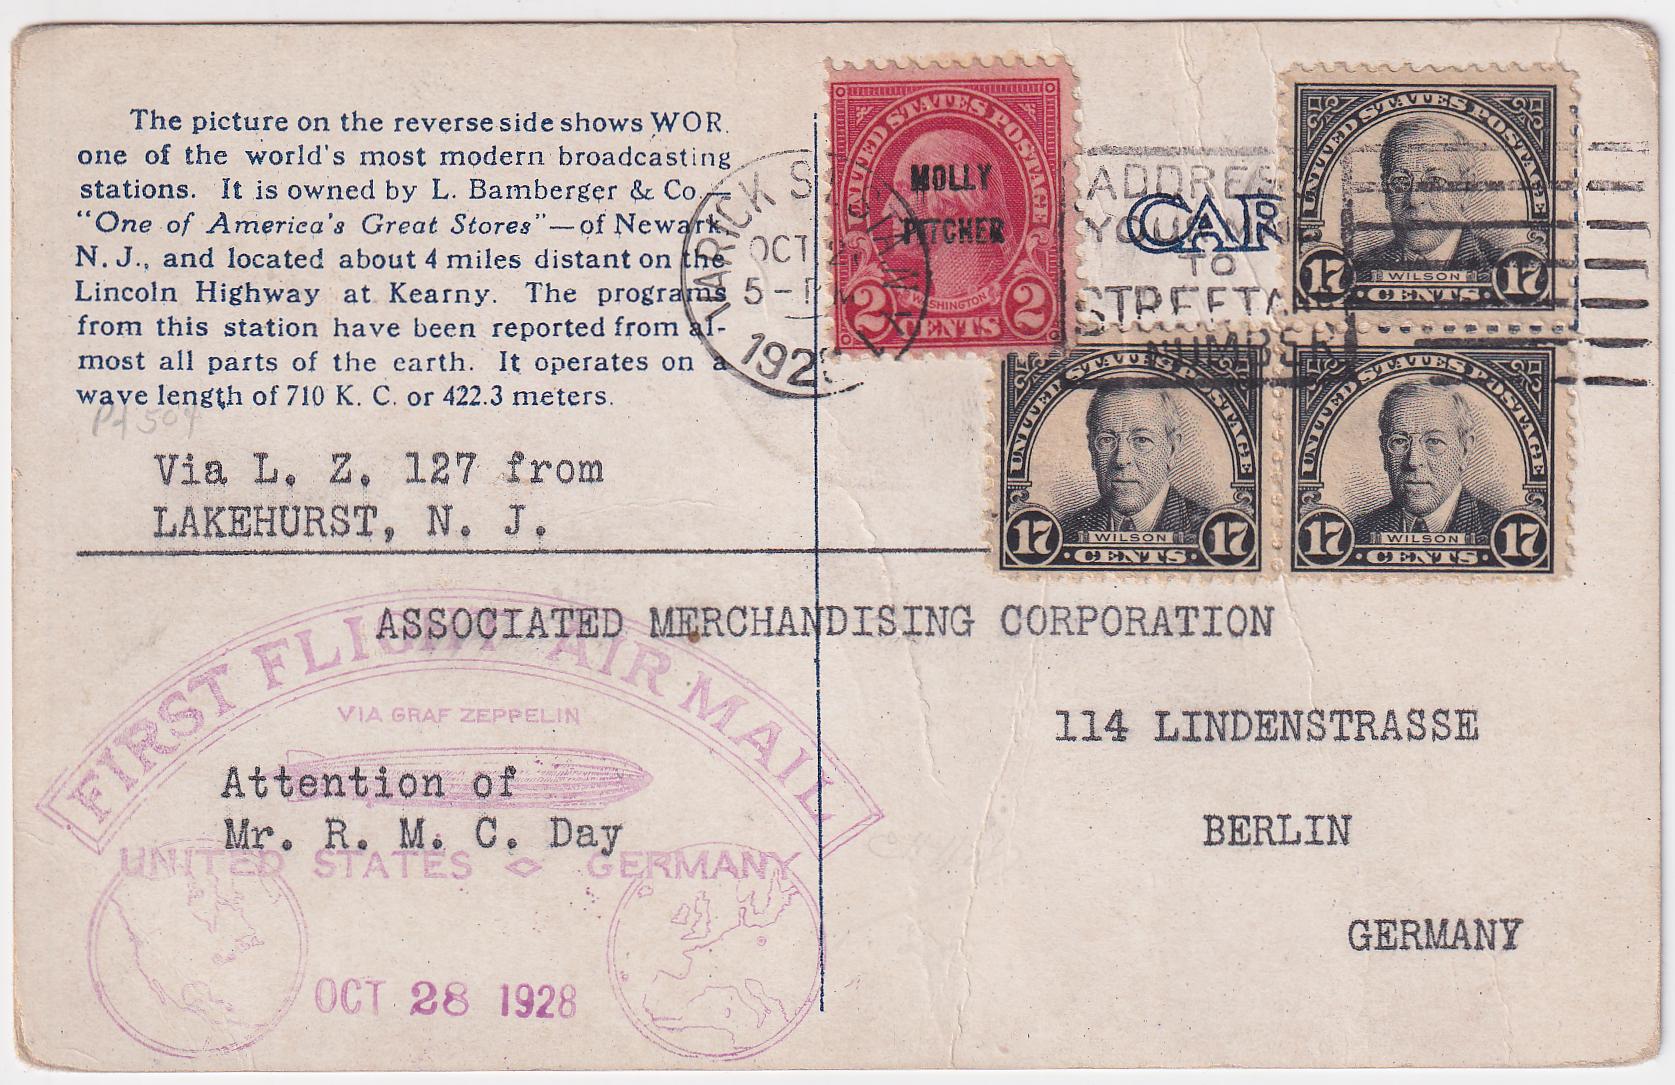 The picture on the reverse side shows WOR.
one of the world's most modern broadcasting
stations. It is owned by L. Bamberger & Co.—
"One of America's Great Stores"—of Newark,
N. J., and located about 4 miles distant on the
Lincoln Highway at Kearny. The programs
from this station have been reported from al-
most all parts of the earth. It operates on a
wave length of 710 K. C. or 422.3 meters.
Via L. Z. 127 from
LAKEHURST, N. J.
VARICK
OCT
5 - PM
1928
UNITED STATES POSTAGE
MOLLY
PITCHER
WASHINGTON
2 CENTS 2
ADDRESS
YOUR MAIL
TO
STREET AND
NUMBER
CAR
UNITED STATES POSTAGE
WILSON
17 CENTS 17
UNITED STATES POSTAGE
WILSON
17 CENTS 17
UNITED STATES POSTAGE
WILSON
17 CENTS 17
ASSOCIATED MERCHANDISING CORPORATION
114 LINDENSTRASSE
BERLIN
GERMANY
FIRST FLIGHT AIR MAIL
VIA GRAF ZEPPELIN
Attention of
Mr. R. M. C. Day
UNITED STATES GERMANY
OCT 28 1928